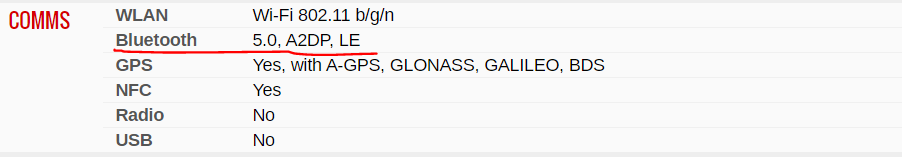 COMMS WLAN Wi-Fi 802.11 b/g/n
Bluetooth 5.0, A2DP, LE
GPS Yes, with A-GPS, GLONASS, GALILEO, BDS
NFC Yes
Radio No
USB No